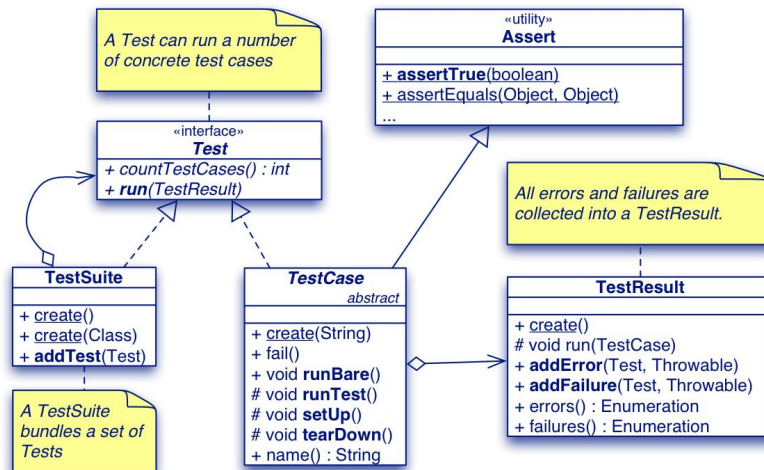 A Test can run a number
of concrete test cases
«utility»
Assert
+ assertTrue(boolean)
+ assertEquals(Object, Object)
...
«interface»
Test
+ countTestCases() : int
+ run(TestResult)
All errors and failures are
collected into a TestResult.
TestSuite
+ create()
+ create(Class)
+ addTest(Test)
TestCase
abstract
+ create(String)
+ fail()
+ void runBare()
# void runTest()
# void setUp()
# void tearDown()
+ name() : String
TestResult
+ create()
# void run(TestCase)
+ addError(Test, Throwable)
+ addFailure(Test, Throwable)
+ errors() : Enumeration
+ failures() : Enumeration
A TestSuite
bundles a set of
Tests